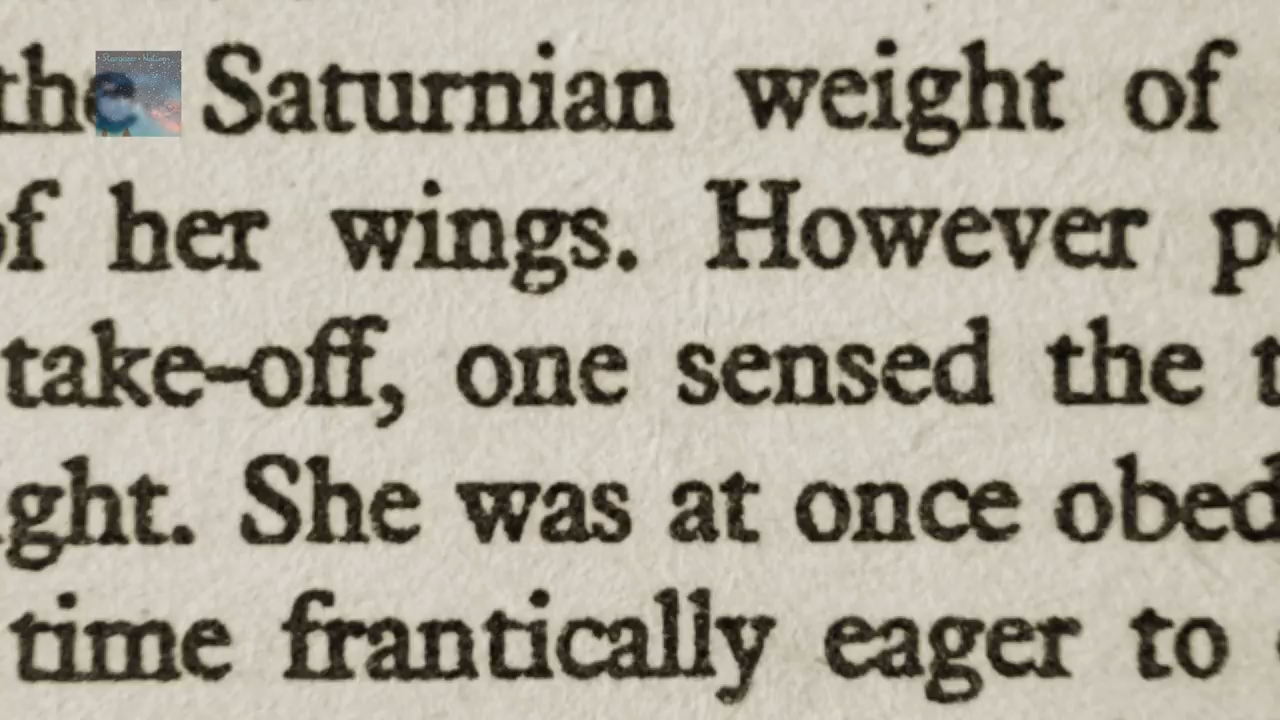 the Saturnian weight of
of her wings. However
take-off, one sensed the
ght. She was at once obed
time frantically eager to